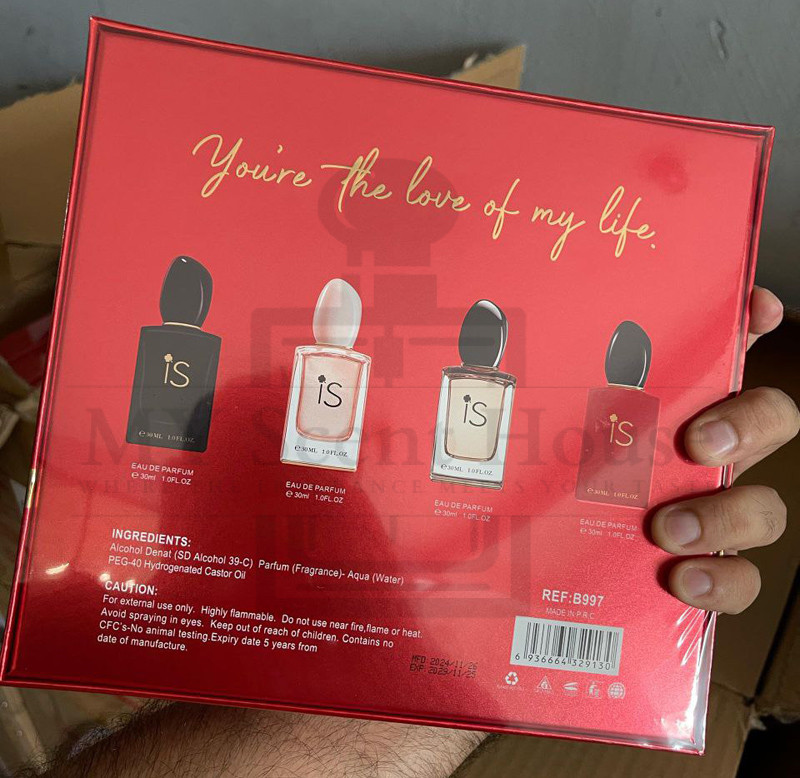 You're the love of my life.
iS
℮30ML 1.0FL.OZ
EAU DE PARFUM
℮ 30ml 1.0FL.OZ
iS
℮30ML 1.0FL.OZ
EAU DE PARFUM
℮ 30ml 1.0FL.OZ
iS
℮30ML 1.0FL.OZ
EAU DE PARFUM
℮30ml 1.0FL.OZ
iS
℮30ML 1.0FL.OZ
EAU DE PARFUM
℮30ml 1.0FL.OZ
My Scent House
INGREDIENTS:
Alcohol Denat (SD Alcohol 39-C) Parfum (Fragrance)- Aqua (Water)
PEG-40 Hydrogenated Castor Oil
CAUTION:
For external use only. Highly flammable. Do not use near fire,flame or heat.
Avoid spraying in eyes. Keep out of reach of children. Contains no
CFC's-No animal testing.Expiry date 5 years from
date of manufacture.
MFD 2024/11/26
EXP 2029/11/25
REF:B997
MADE IN P.R.C
6 936664 329130